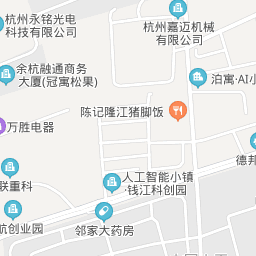 杭州永铭光电
科技有限公司
杭州嘉迈机械
有限公司
余杭融通商务
大厦(冠寓松果)
泊寓·AI小
陈记隆江猪脚饭
万胜电器
德邦
人工智能小镇
·钱江科创园
联重科
航创业园
邻家大药房